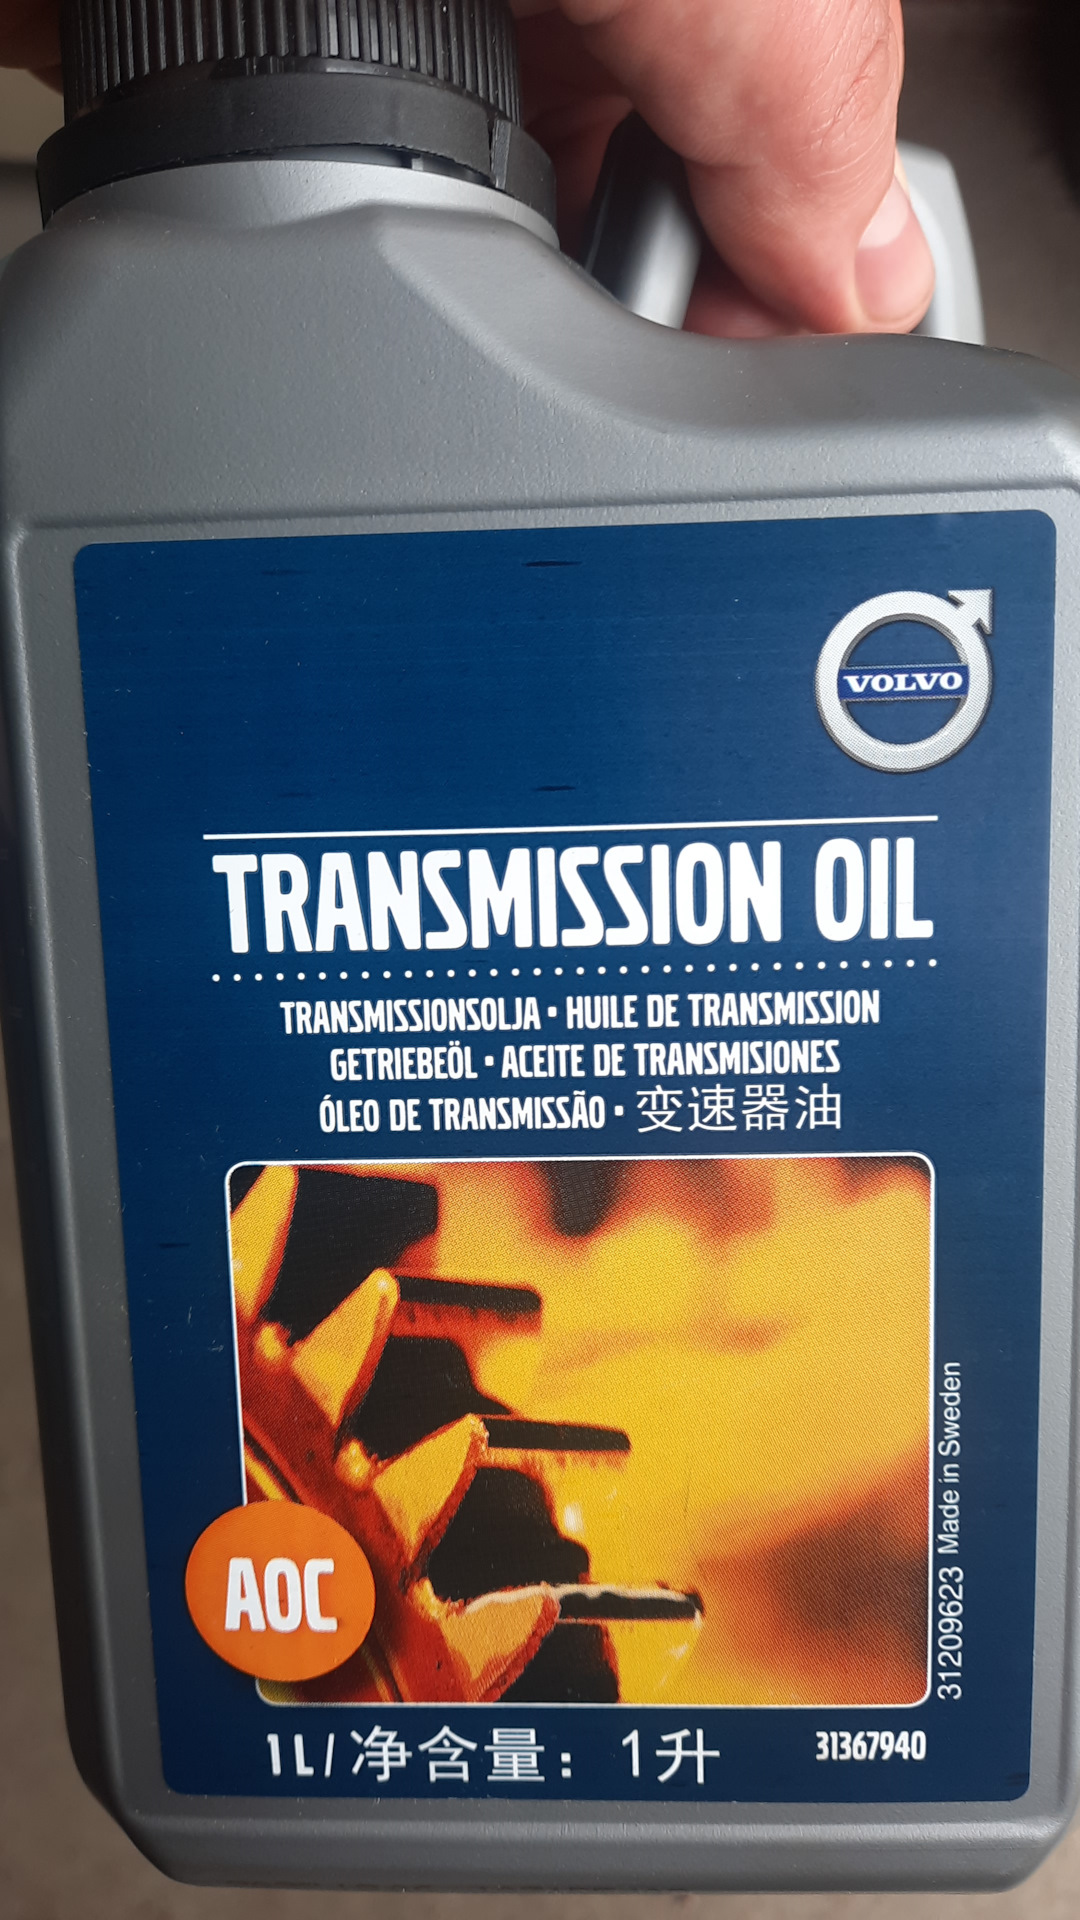 VOLVO
TRANSMISSION OIL
TRANSMISSIONSOLJA · HUILE DE TRANSMISSION
GETRIEBEÖL · ACEITE DE TRANSMISIONES
ÓLEO DE TRANSMISSÃO · 变速器油
31209623 Made in Sweden
AOC
1L/净含量：1升
31367940